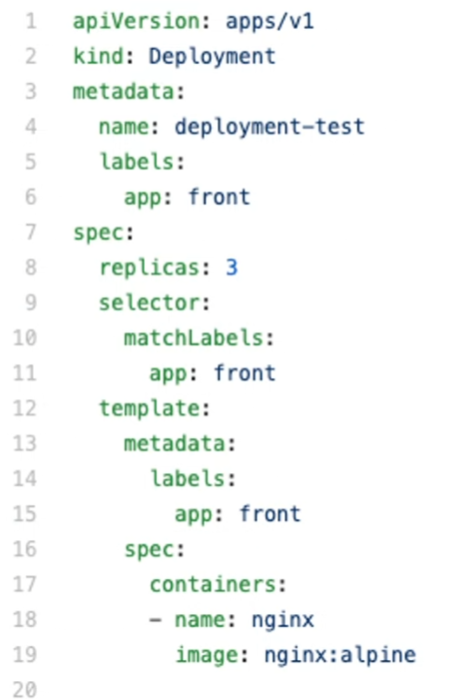 1 apiVersion: apps/v1
2 kind: Deployment
3 metadata:
4   name: deployment-test
5   labels:
6     app: front
7 spec:
8   replicas: 3
9   selector:
10     matchLabels:
11       app: front
12   template:
13     metadata:
14       labels:
15         app: front
16     spec:
17       containers:
18       - name: nginx
19         image: nginx:alpine
20